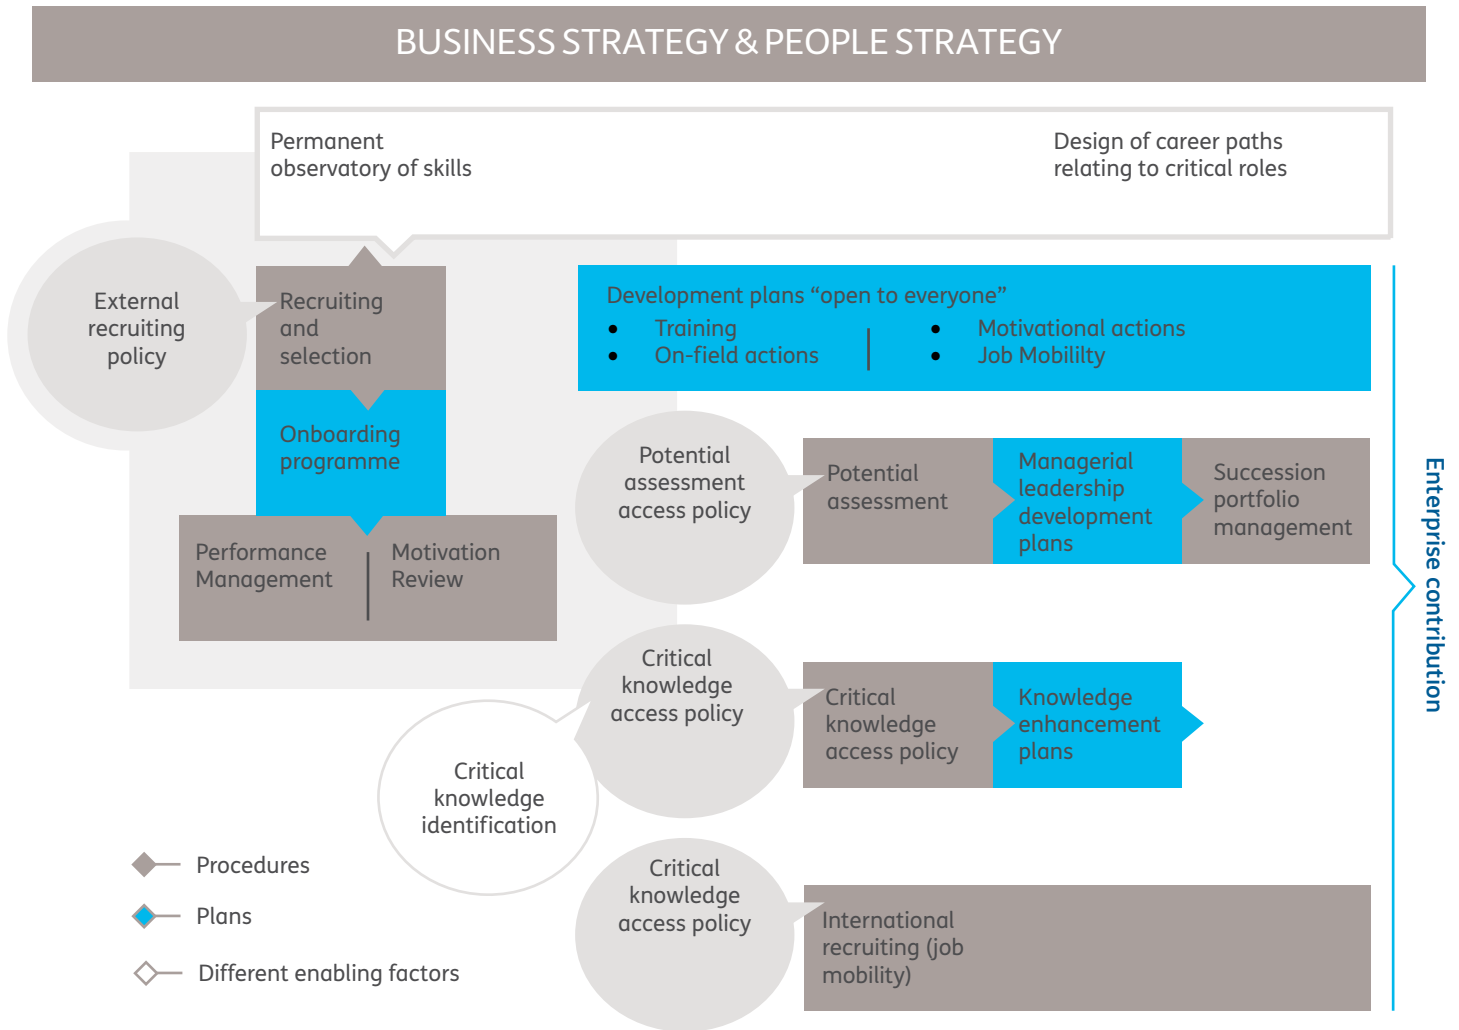 BUSINESS STRATEGY & PEOPLE STRATEGY
Permanent
observatory of skills
Design of career paths
relating to critical roles
External
recruiting
policy
Recruiting
and
selection
Onboarding
programme
Performance
Management
Motivation
Review
Development plans “open to everyone”
• Training
• On-field actions
• Motivational actions
• Job Mobililty
Potential
assessment
access policy
Potential
assessment
Managerial
leadership
development
plans
Succession
portfolio
management
Critical
knowledge
access policy
Critical
knowledge
access policy
Knowledge
enhancement
plans
Critical
knowledge
identification
Critical
knowledge
access policy
International
recruiting (job
mobility)
Enterprise contribution
Procedures
Plans
Different enabling factors